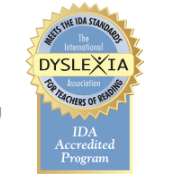 MEETS THE IDA STANDARDS
The
International
DYSLEXIA
Association
FOR TEACHERS OF READING
IDA
Accredited
Program